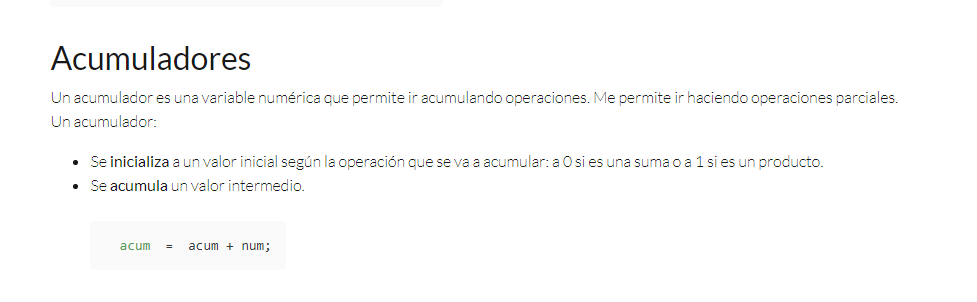 Acumuladores
Un acumulador es una variable numérica que permite ir acumulando operaciones. Me permite ir haciendo operaciones parciales.
Un acumulador:
• Se inicializa a un valor inicial según la operación que se va a acumular: a 0 si es una suma o a 1 si es un producto.
• Se acumula un valor intermedio.
acum = acum + num;